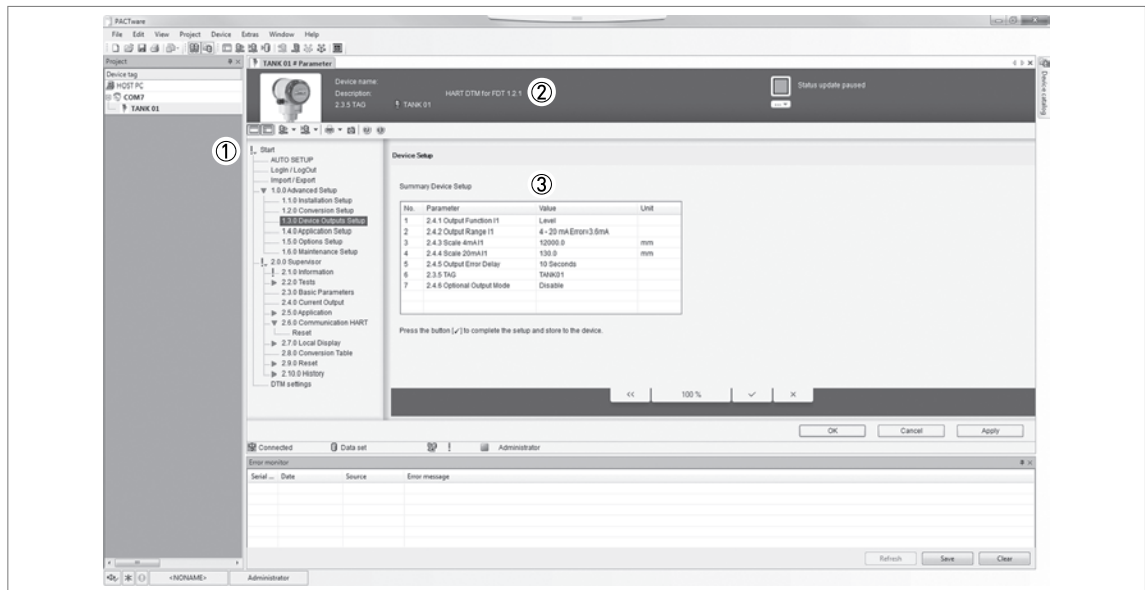 PACTware
File Edit View Project Device Extras Window Help
Project
TANK 01 # Parameter
Device tag
HOST PC
COM7
TANK 01
Device catalog
Device name:
Description: HART DTM for FDT 1.2.1
2.3.5 TAG TANK 01
②
Status update paused
①
Start
AUTO SETUP
Login / LogOut
Import / Export
1.0.0 Advanced Setup
1.1.0 Installation Setup
1.2.0 Conversion Setup
1.3.0 Device Outputs Setup
1.4.0 Application Setup
1.5.0 Options Setup
1.6.0 Maintenance Setup
2.0.0 Supervisor
2.1.0 Information
2.2.0 Tests
2.3.0 Basic Parameters
2.4.0 Current Output
2.5.0 Application
2.6.0 Communication HART
Reset
2.7.0 Local Display
2.8.0 Conversion Table
2.9.0 Reset
2.10.0 History
DTM settings
Device Setup
Summary Device Setup
③
No. Parameter Value Unit
1 2.4.1 Output Function I1 Level
2 2.4.2 Output Range I1 4 - 20 mA Error=3.6mA
3 2.4.3 Scale 4mA I1 12000.0 mm
4 2.4.4 Scale 20mA I1 130.0 mm
5 2.4.5 Output Error Delay 10 Seconds
6 2.3.5 TAG TANK01
7 2.4.6 Optional Output Mode Disable
Press the button [✓] to complete the setup and store to the device.
<< 100 % ✓ ×
OK Cancel Apply
Connected Data set Administrator
Error monitor
Serial ... Date Source Error message
Refresh Save Clear
<NONAME> Administrator